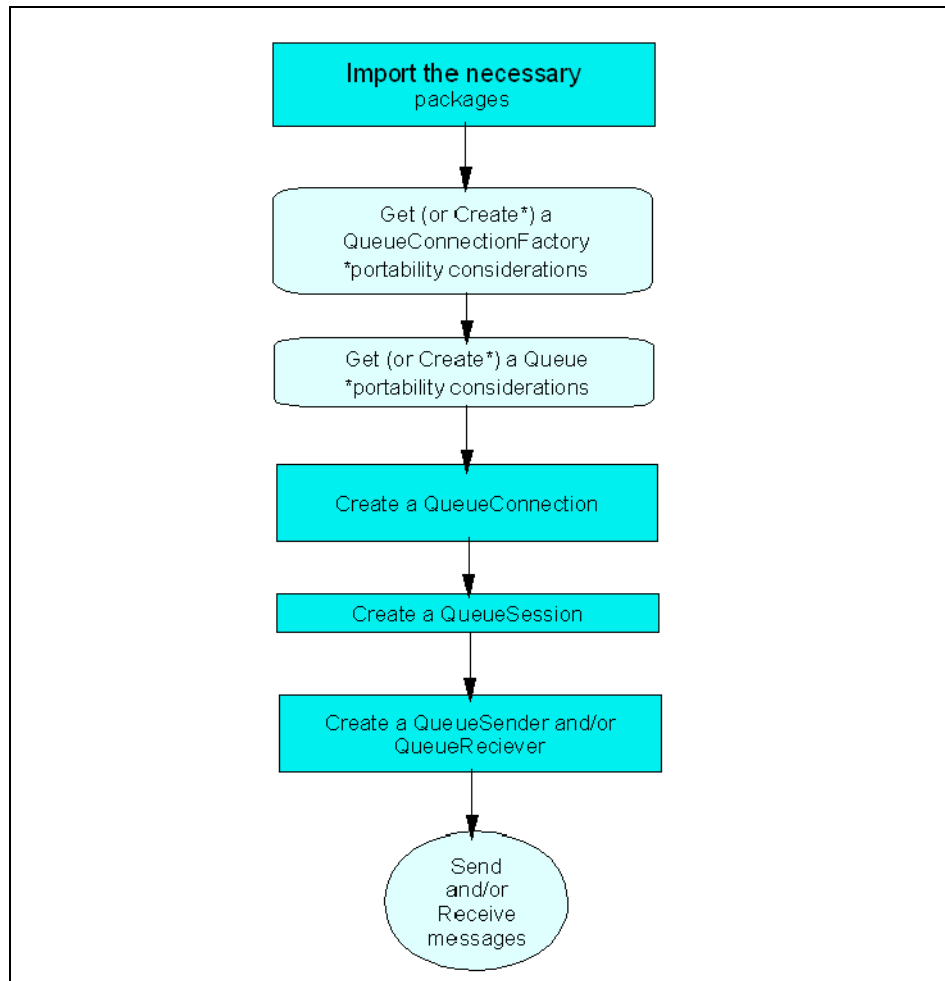 Import the necessary
packages
Get (or Create*) a
QueueConnectionFactory
*portability considerations
Get (or Create*) a Queue
*portability considerations
Create a QueueConnection
Create a QueueSession
Create a QueueSender and/or
QueueReciever
Send
and/or
Receive
messages